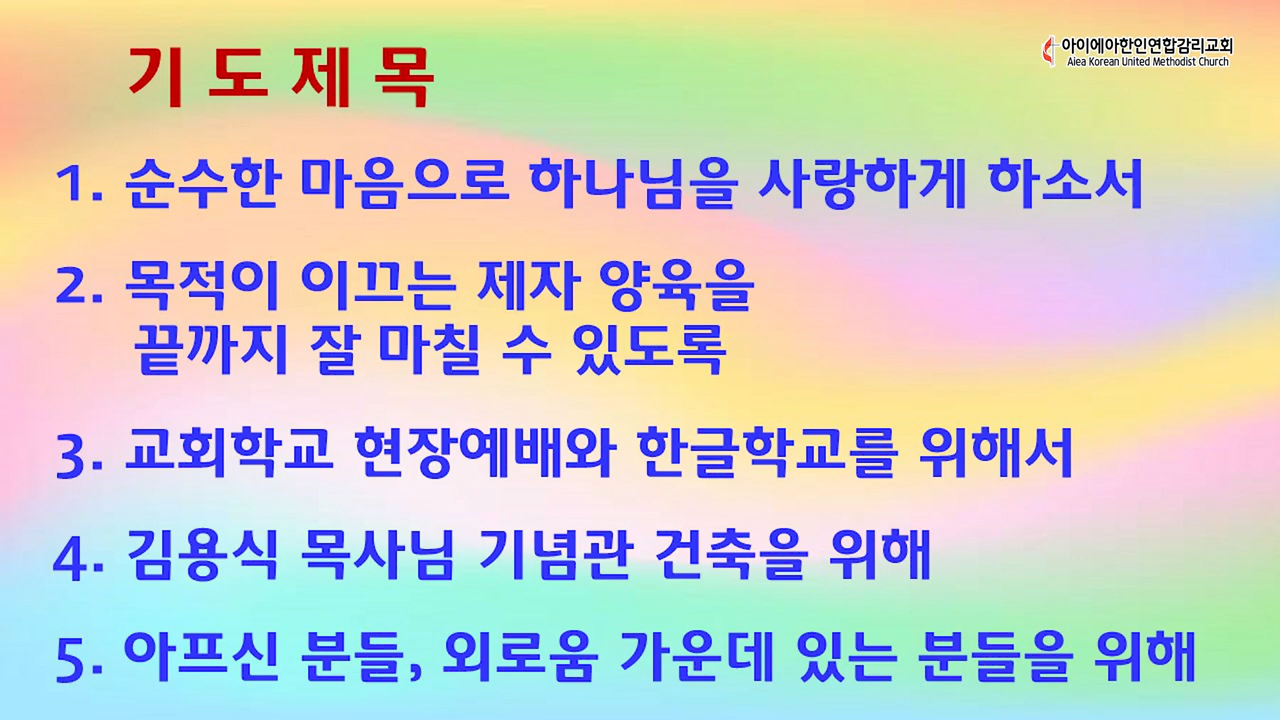 기 도 제 목
아이에아한인연합감리교회
Aiea Korean United Methodist Church
1. 순수한 마음으로 하나님을 사랑하게 하소서
2. 목적이 이끄는 제자 양육을
끝까지 잘 마칠 수 있도록
3. 교회학교 현장예배와 한글학교를 위해서
4. 김용식 목사님 기념관 건축을 위해
5. 아프신 분들, 외로움 가운데 있는 분들을 위해